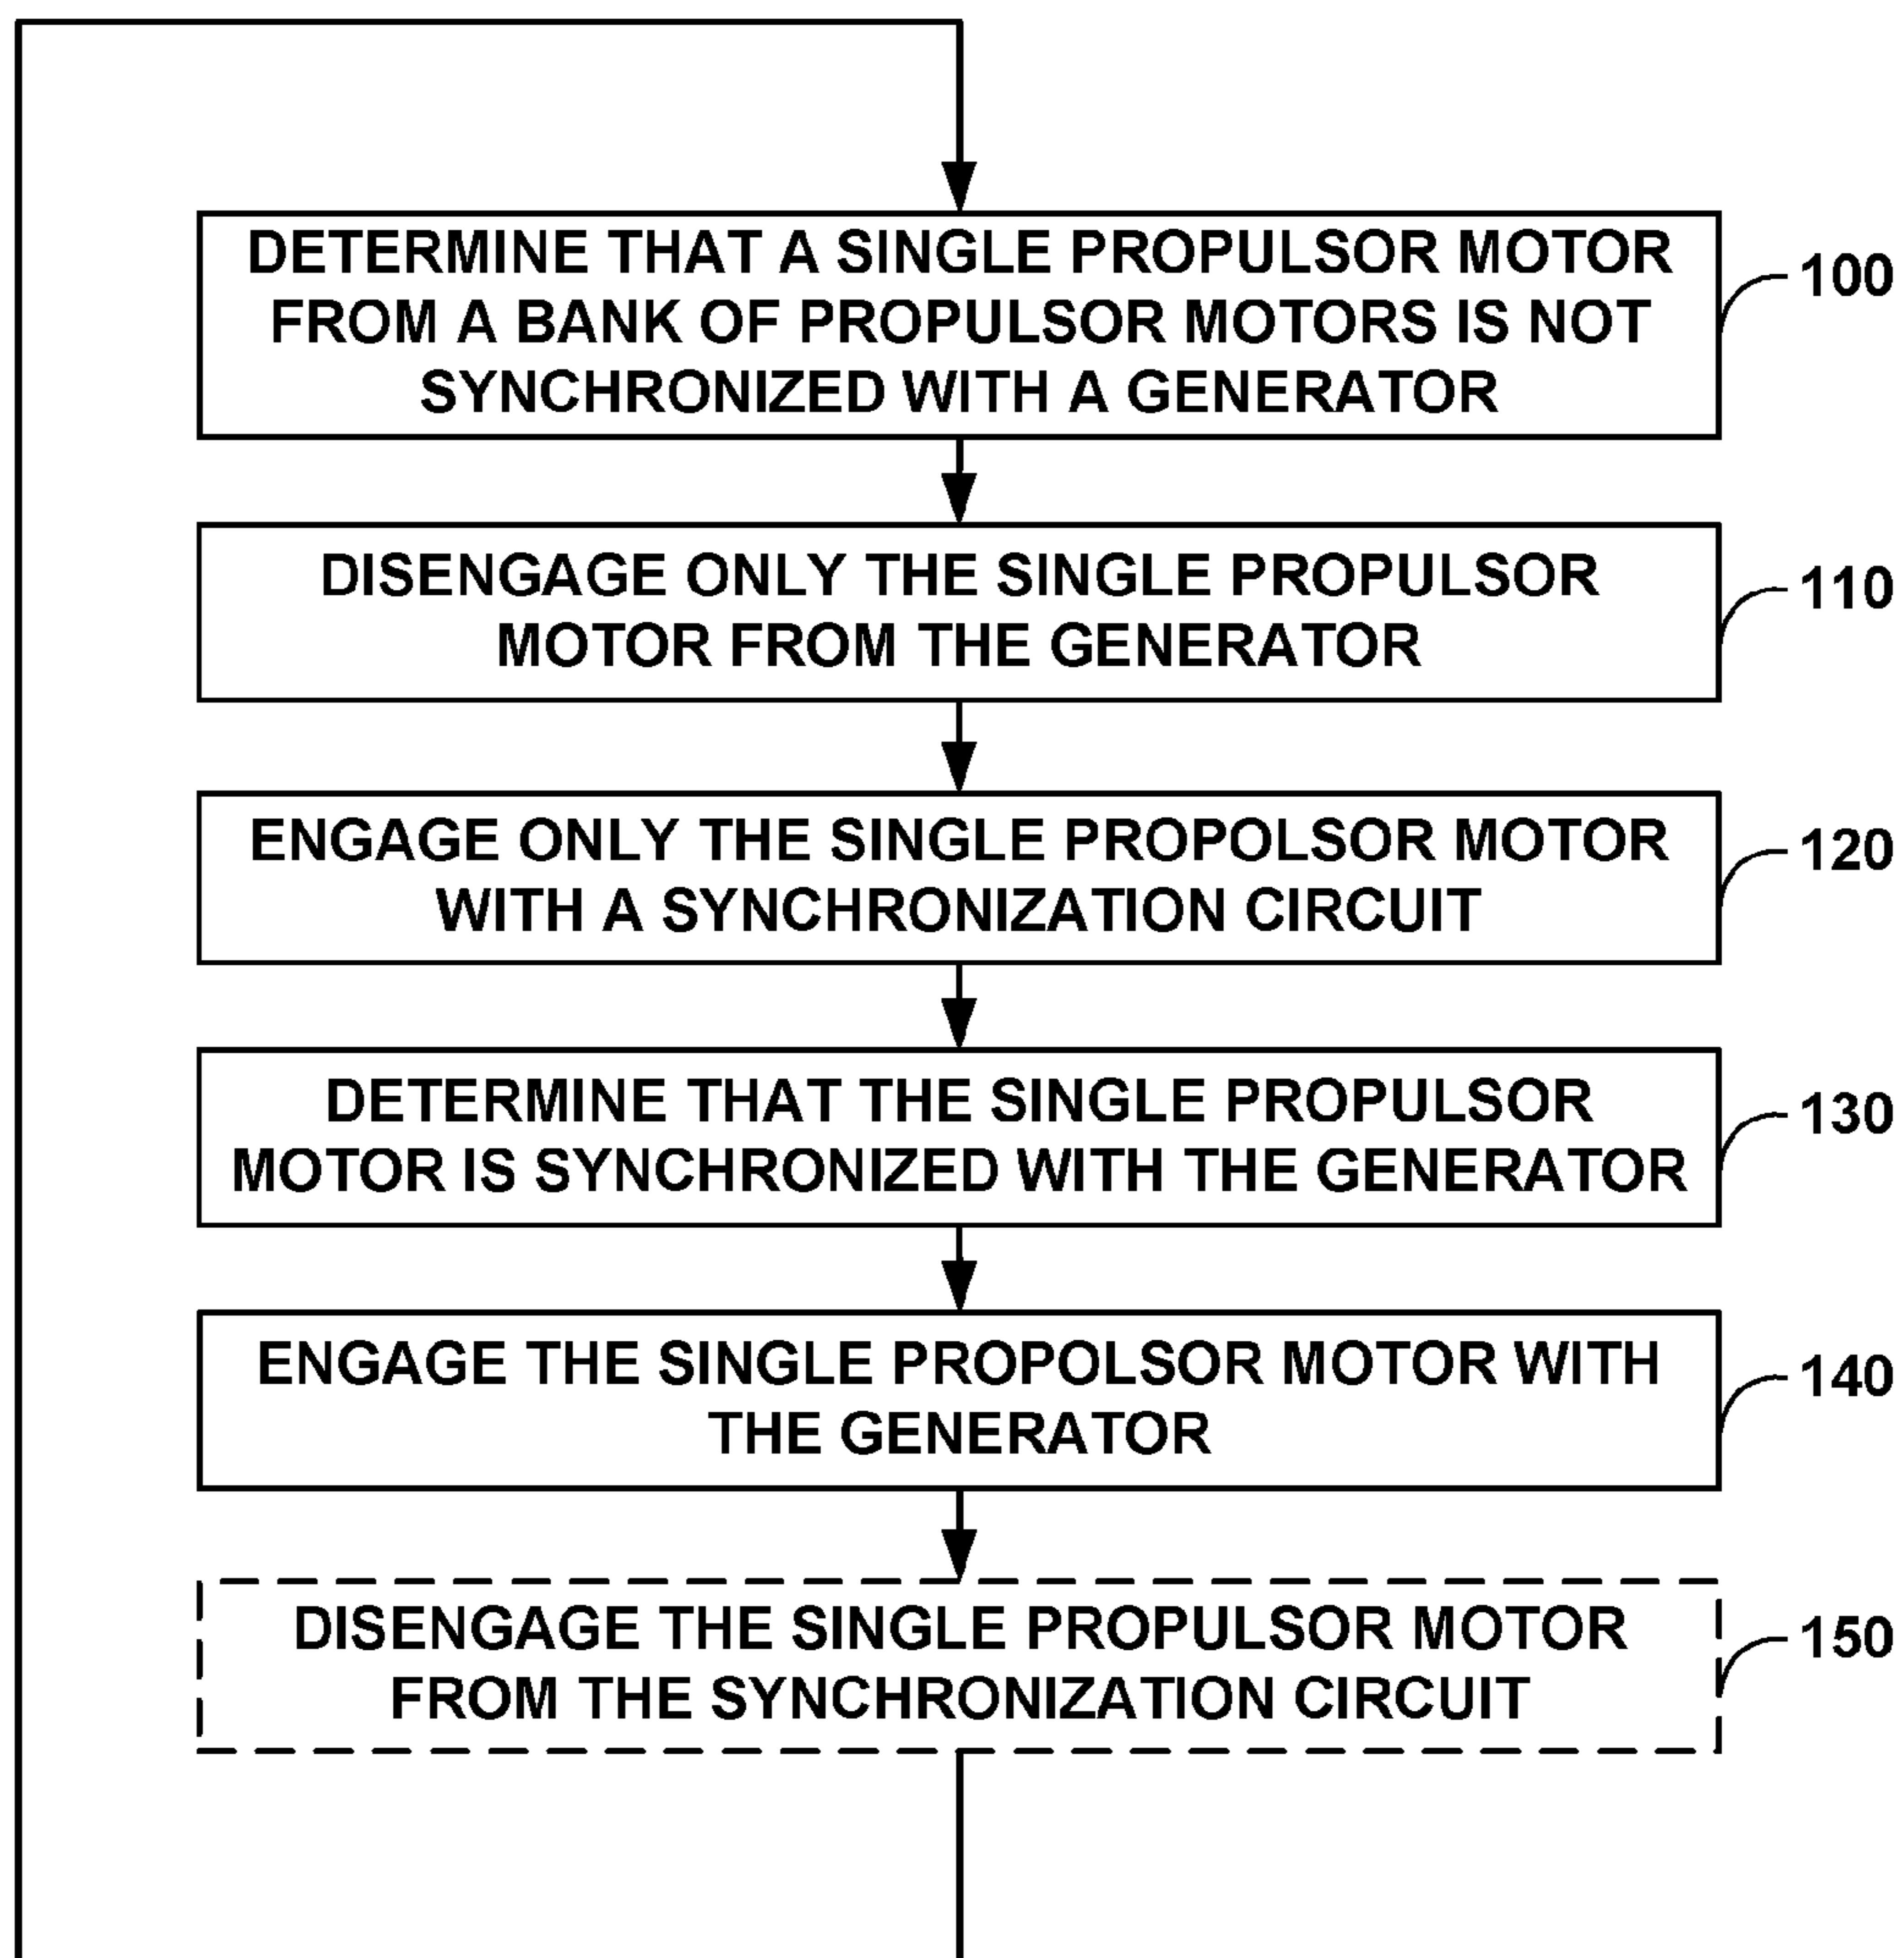 DETERMINE THAT A SINGLE PROPULSOR MOTOR
FROM A BANK OF PROPULSOR MOTORS IS NOT
SYNCHRONIZED WITH A GENERATOR
100
DISENGAGE ONLY THE SINGLE PROPULSOR
MOTOR FROM THE GENERATOR
110
ENGAGE ONLY THE SINGLE PROPOLSOR MOTOR
WITH A SYNCHRONIZATION CIRCUIT
120
DETERMINE THAT THE SINGLE PROPULSOR
MOTOR IS SYNCHRONIZED WITH THE GENERATOR
130
ENGAGE THE SINGLE PROPOLSOR MOTOR WITH
THE GENERATOR
140
DISENGAGE THE SINGLE PROPULSOR MOTOR
FROM THE SYNCHRONIZATION CIRCUIT
150